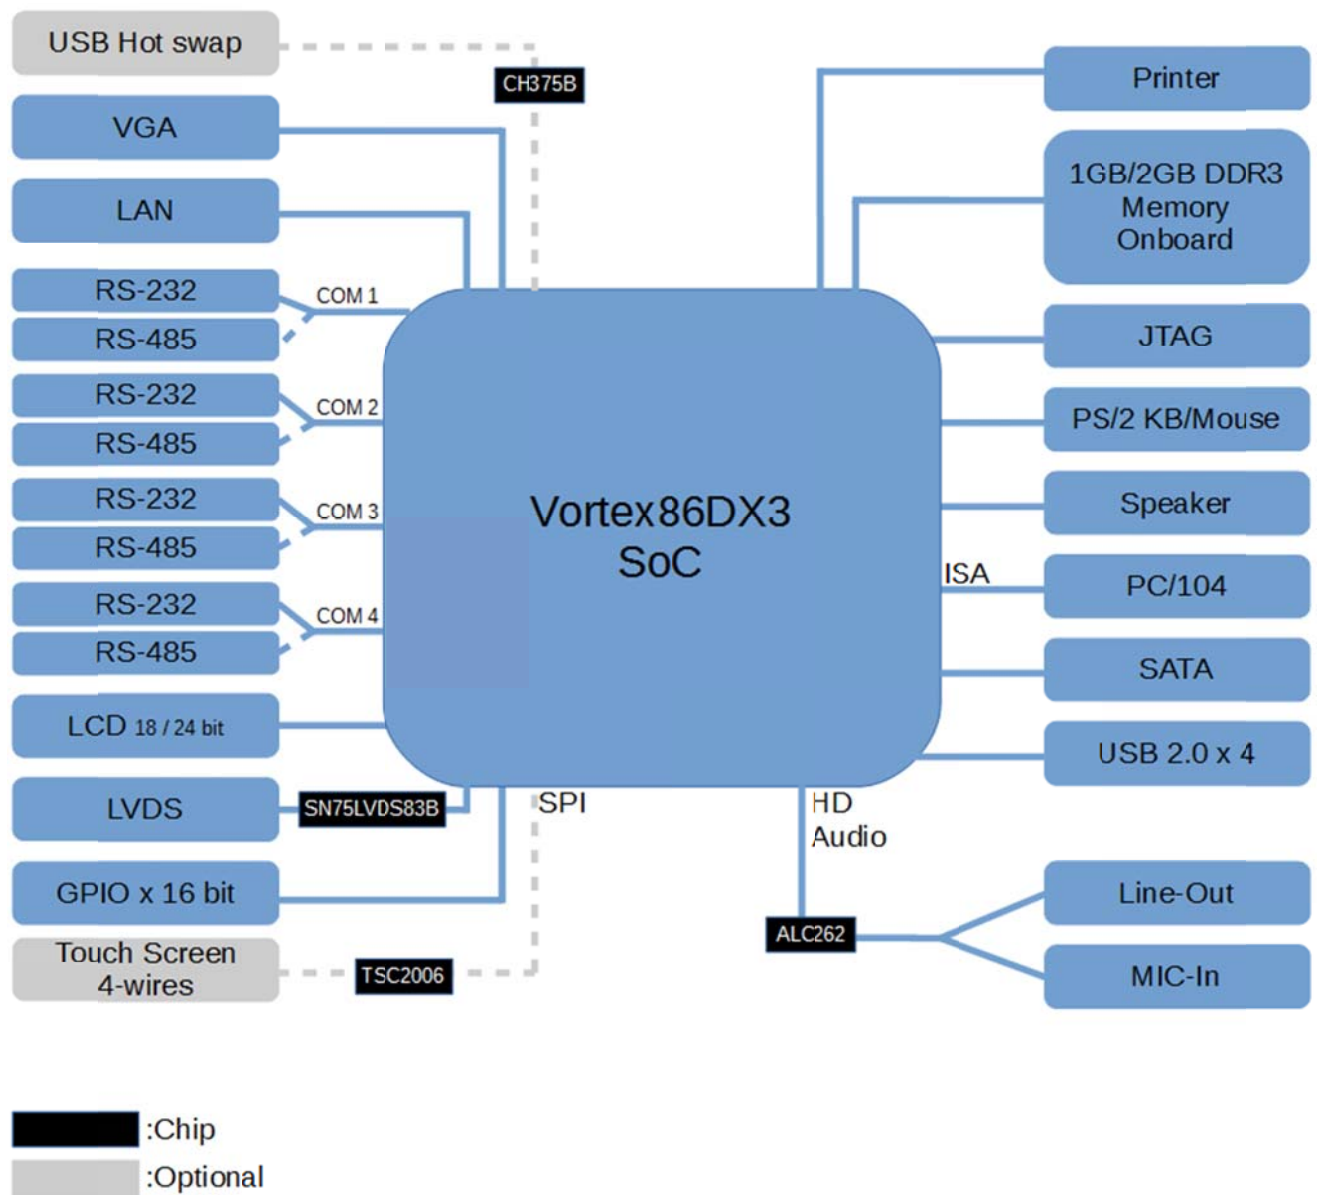 USB Hot swap
CH375B
VGA
LAN
RS-232
COM 1
RS-485
RS-232
COM 2
RS-485
RS-232
COM 3
RS-485
RS-232
COM 4
RS-485
LCD 18 / 24 bit
LVDS
SN75LVDS83B
GPIO x 16 bit
Touch Screen
4-wires
TSC2006
Vortex86DX3
SoC
SPI
HD
Audio
ALC262
ISA
Printer
1GB/2GB DDR3
Memory
Onboard
JTAG
PS/2 KB/Mouse
Speaker
PC/104
SATA
USB 2.0 x 4
Line-Out
MIC-In
:Chip
:Optional